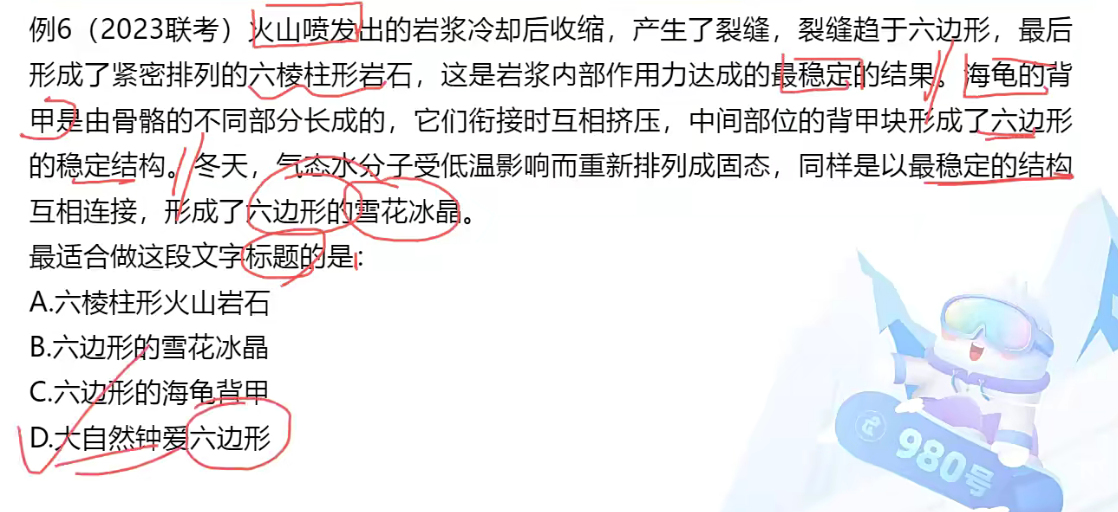 例6（2023联考）火山喷发出的岩浆冷却后收缩，产生了裂缝，裂缝趋于六边形，最后
形成了紧密排列的六棱柱形岩石，这是岩浆内部作用力达成的最稳定的结果。海龟的背
甲是由骨骼的不同部分长成的，它们衔接时互相挤压，中间部位的背甲块形成了六边形
的稳定结构。冬天，气态水分子受低温影响而重新排列成固态，同样是以最稳定的结构
互相连接，形成了六边形的雪花冰晶。
最适合做这段文字标题的是：
A.六棱柱形火山岩石
B.六边形的雪花冰晶
C.六边形的海龟背甲
D.大自然钟爱六边形
980号